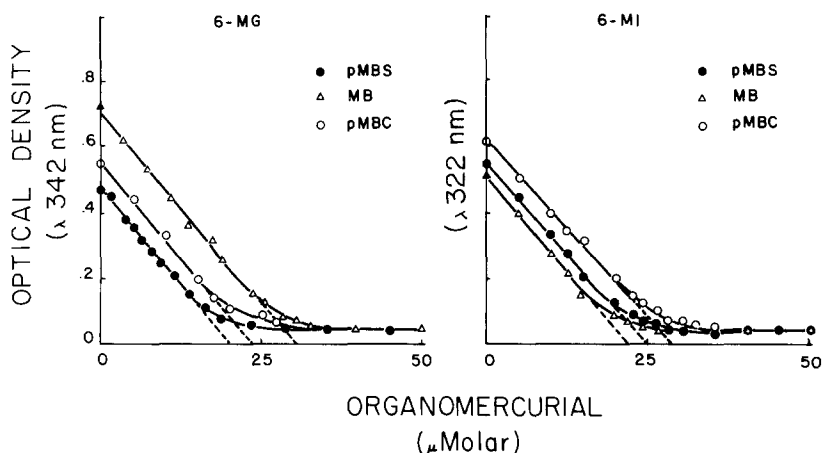 6-MG
6-MI
pMBS
MB
pMBC
pMBS
MB
pMBC
OPTICAL DENSITY
(λ 342 nm)
(λ 322 nm)
.8
.6
.4
.2
0
0 25 50
0 25 50
ORGANOMERCURIAL
(μMolar)